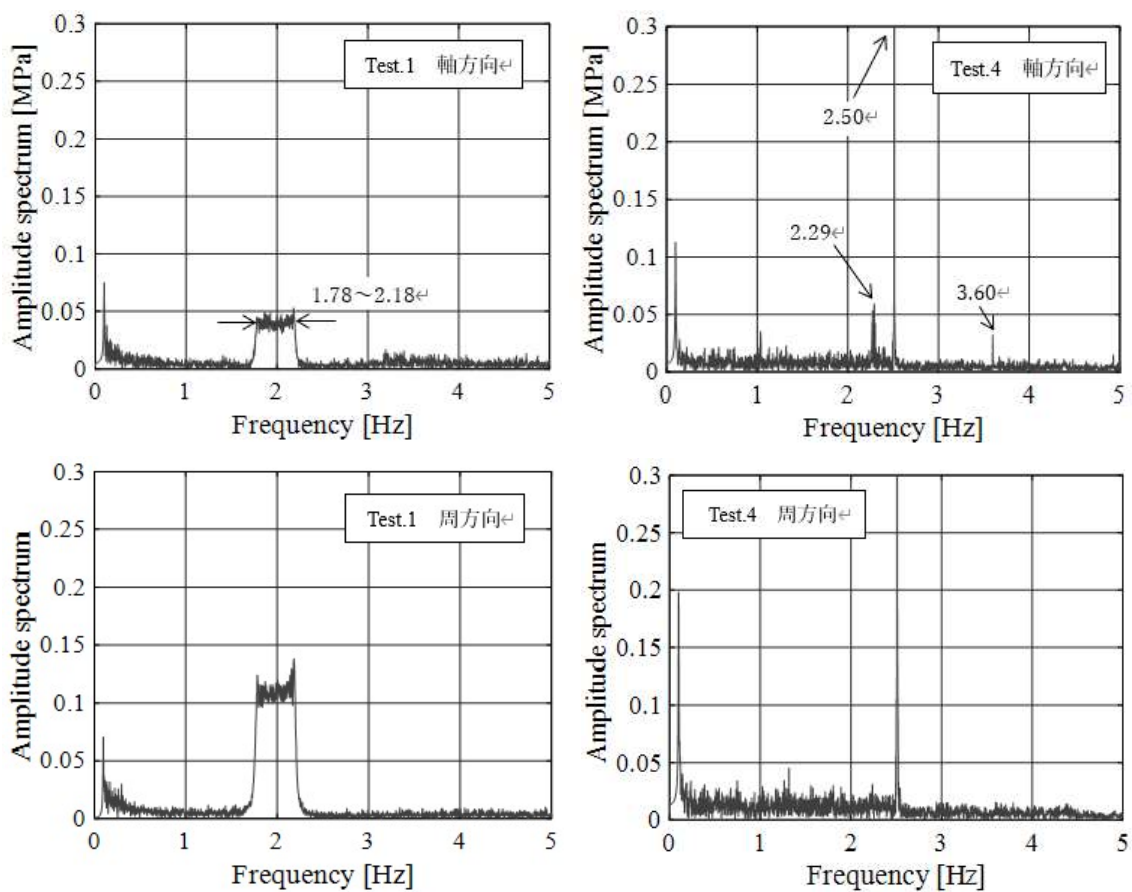 Amplitude spectrum [MPa]
0.3
0.25
0.2
0.15
0.1
0.05
0
Test.1 軸方向↵
1.78～2.18↵
0 1 2 3 4 5
Frequency [Hz]
Amplitude spectrum [MPa]
0.3
0.25
0.2
0.15
0.1
0.05
0
Test.4 軸方向↵
2.50↵
2.29↵
3.60↵
0 1 2 3 4 5
Frequency [Hz]
Amplitude spectrum
0.3
0.25
0.2
0.15
0.1
0.05
0
Test.1 周方向↵
0 1 2 3 4 5
Frequency [Hz]
Amplitude spectrum
0.3
0.25
0.2
0.15
0.1
0.05
0
Test.4 周方向↵
0 1 2 3 4 5
Frequency [Hz]